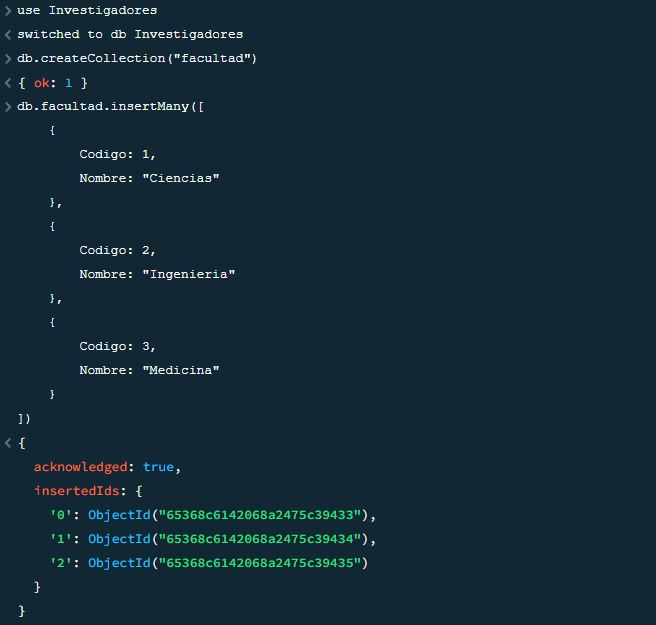 > use Investigadores
< switched to db Investigadores
> db.createCollection("facultad")
< { ok: 1 }
> db.facultad.insertMany([
    {
        Codigo: 1,
        Nombre: "Ciencias"
    },
    {
        Codigo: 2,
        Nombre: "Ingenieria"
    },
    {
        Codigo: 3,
        Nombre: "Medicina"
    }
])
< {
  acknowledged: true,
  insertedIds: {
    '0': ObjectId("65368c6142068a2475c39433"),
    '1': ObjectId("65368c6142068a2475c39434"),
    '2': ObjectId("65368c6142068a2475c39435")
  }
}